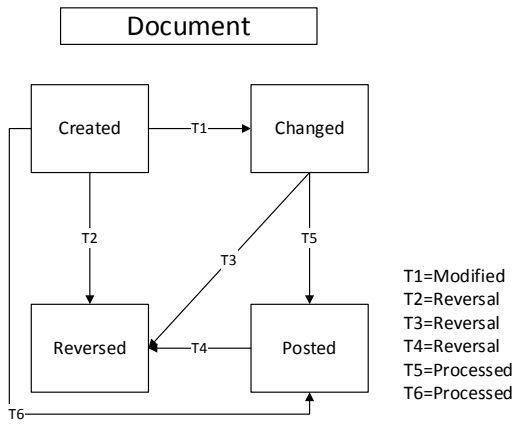 Document
Created
T1
Changed
T2
T3
T5
Reversed
T4
Posted
T6
T1=Modified
T2=Reversal
T3=Reversal
T4=Reversal
T5=Processed
T6=Processed